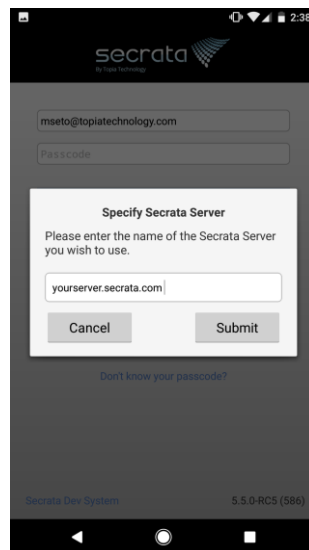 2:38
secrata
By Topia Technology
mseto@topiatechnology.com
Passcode
Specify Secrata Server
Please enter the name of the Secrata Server
you wish to use.
yourserver.secrata.com
Cancel
Submit
Don't know your passcode?
Secrata Dev System
5.5.0-RC5 (586)